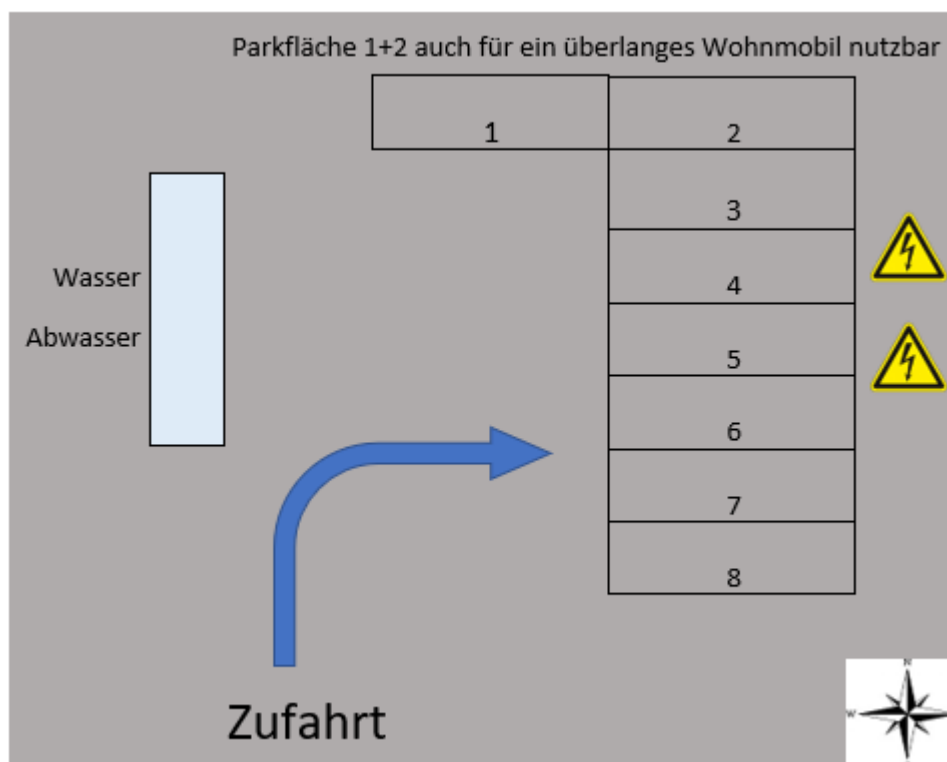 Parkfläche 1+2 auch für ein überlanges Wohnmobil nutzbar
1
2
3
4
5
6
7
8
Wasser
Abwasser
Zufahrt
N
W